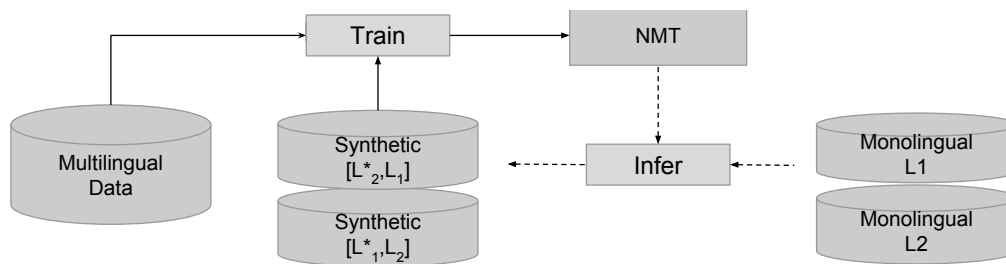 Train
NMT
Multilingual
Data
Synthetic
[L*₂,L₁]
Synthetic
[L*₁,L₂]
Infer
Monolingual
L1
Monolingual
L2